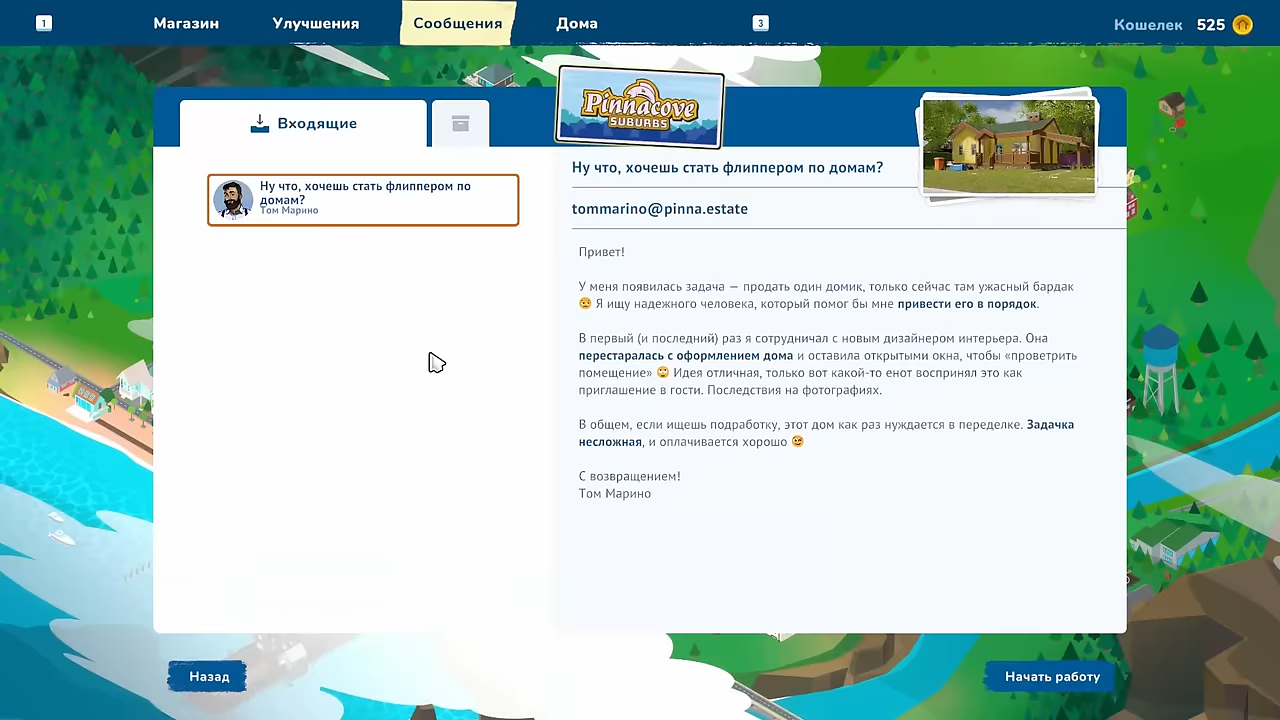 1
Магазин
Улучшения
Сообщения
Дома
3
Кошелек 525
Входящие
Pinnacove
SUBURBS
Ну что, хочешь стать флиппером по
домам?
Том Марино
Ну что, хочешь стать флиппером по домам?
tommarino@pinna.estate
Привет!
У меня появилась задача — продать один домик, только сейчас там ужасный бардак
😉 Я ищу надежного человека, который помог бы мне привести его в порядок.
В первый (и последний) раз я сотрудничал с новым дизайнером интерьера. Она
перестаралась с оформлением дома и оставила открытыми окна, чтобы «проветрить
помещение» 🙄 Идея отличная, только вот какой-то енот воспринял это как
приглашение в гости. Последствия на фотографиях.
В общем, если ищешь подработку, этот дом как раз нуждается в переделке. Задачка
несложная, и оплачивается хорошо 😉
С возвращением!
Том Марино
Назад
Начать работу